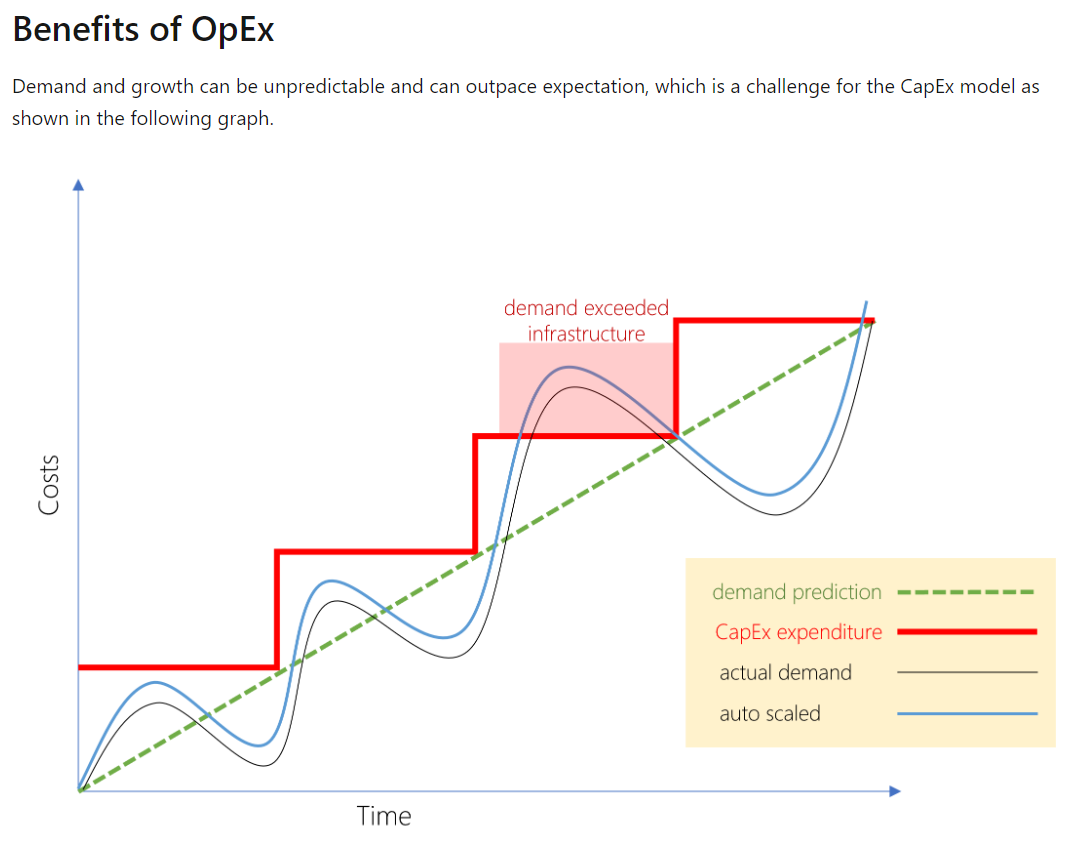 Benefits of OpEx
Demand and growth can be unpredictable and can outpace expectation, which is a challenge for the CapEx model as
shown in the following graph.
demand exceeded
infrastructure
Costs
demand prediction
CapEx expenditure
actual demand
auto scaled
Time